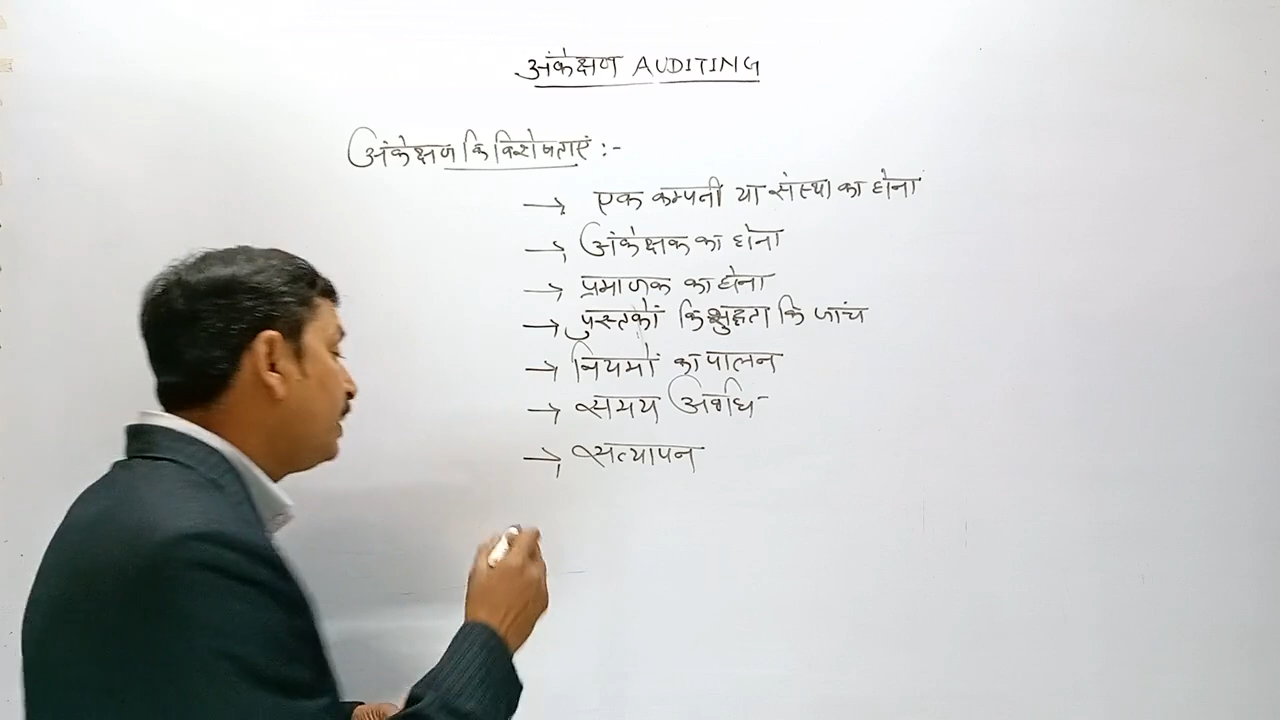 अंकेक्षण AUDITING
अंकेक्षण कि विशेषताएं :-
→ एक कम्पनी या संस्था का होना
→ अंकेक्षक का होना
→ प्रमाणक का होना
→ पुस्तकों कि शुद्धता कि जांच
→ नियमों का पालन
→ समय अवधि
→ सत्यापन